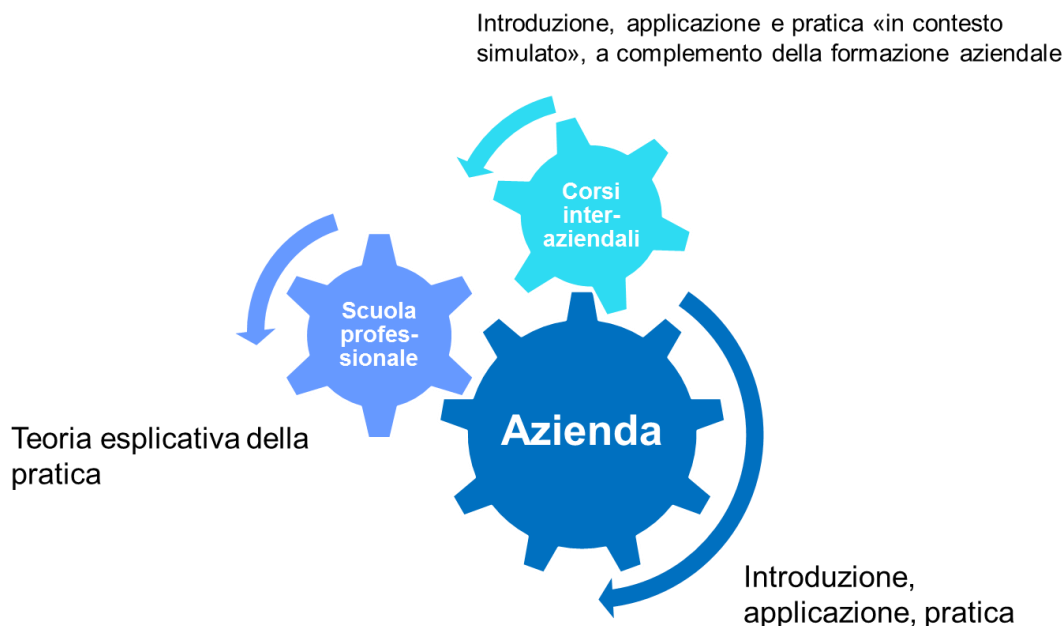 Introduzione, applicazione e pratica «in contesto
simulato», a complemento della formazione aziendale
Corsi
inter-
aziendali
Scuola
profes-
sionale
Azienda
Teoria esplicativa della
pratica
Introduzione,
applicazione, pratica